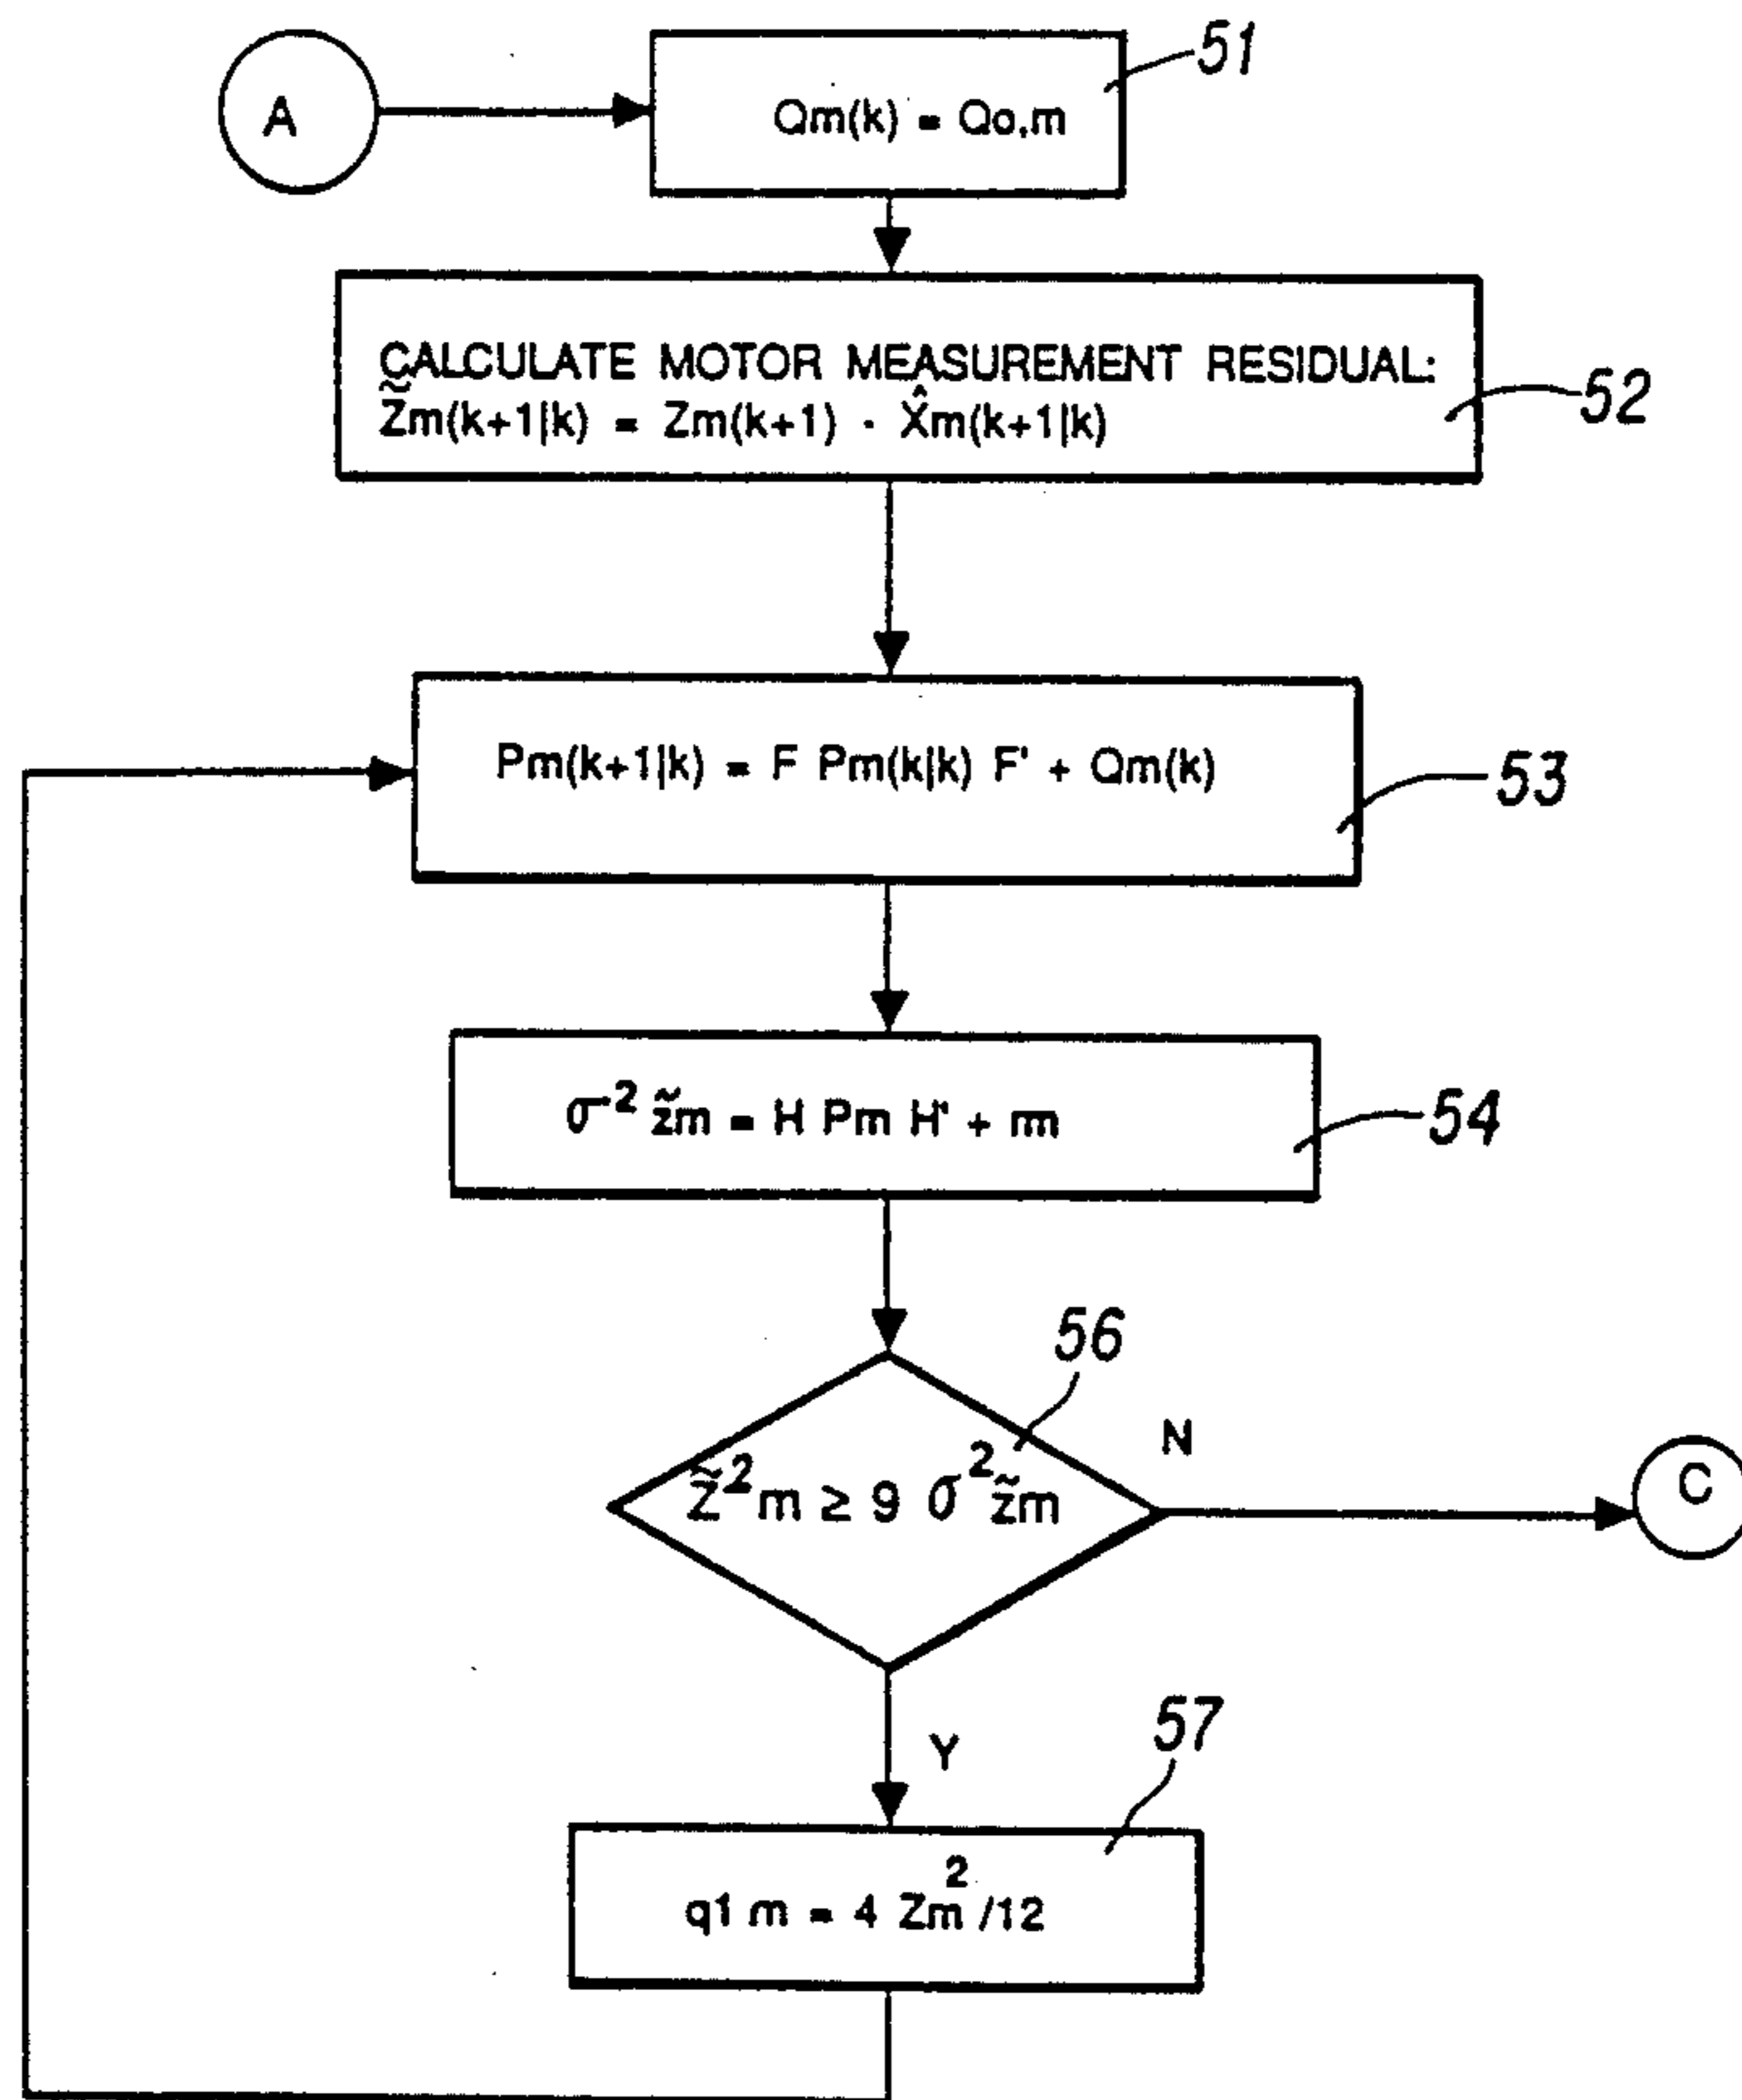 A
Qm(k) = Qo,m
51
CALCULATE MOTOR MEASUREMENT RESIDUAL:
Z̃m(k+1|k) = Zm(k+1) - X̂m(k+1|k)
52
Pm(k+1|k) = F Pm(k|k) F' + Qm(k)
53
σ² z̃m = H Pm H' + rm
54
56
Z̃²m ≥ 9 σ²z̃m
N
C
Y
57
q1 m = 4 Zm²/12